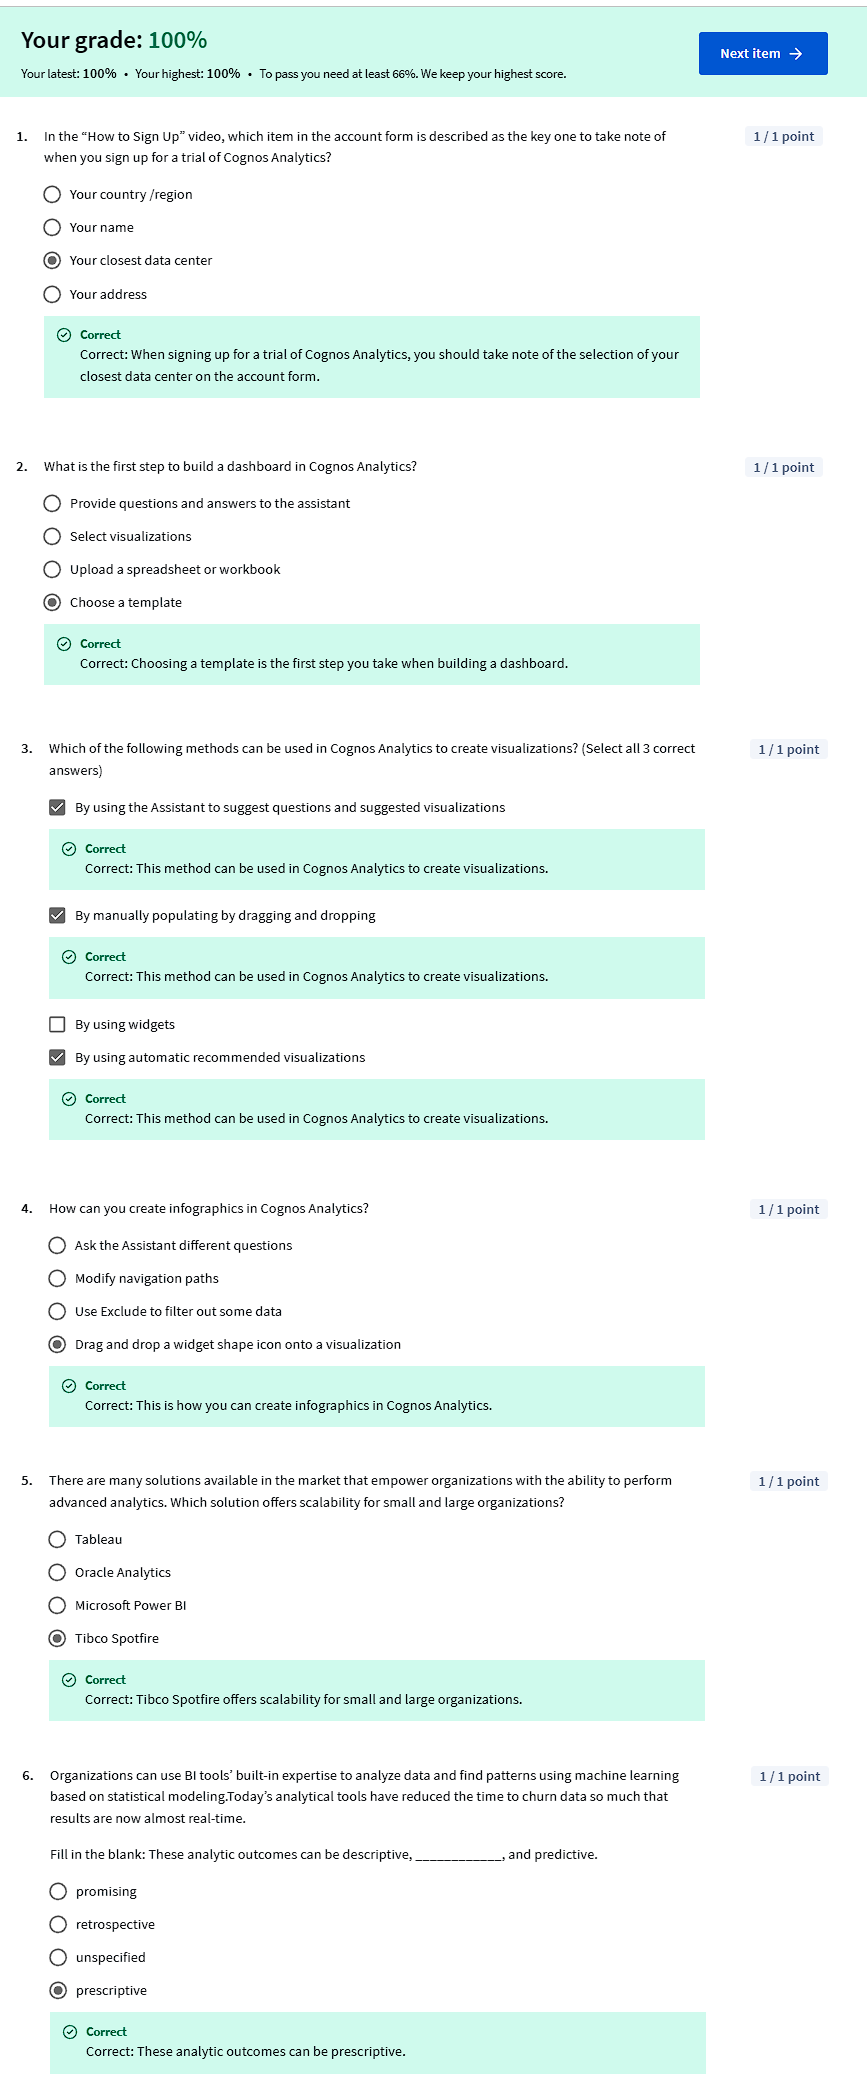 Your grade: 100%
Next item →
Your latest: 100% • Your highest: 100% • To pass you need at least 66%. We keep your highest score.
1. In the “How to Sign Up” video, which item in the account form is described as the key one to take note of
1 / 1 point
when you sign up for a trial of Cognos Analytics?
Your country /region
Your name
Your closest data center
Your address
Correct
Correct: When signing up for a trial of Cognos Analytics, you should take note of the selection of your
closest data center on the account form.
2. What is the first step to build a dashboard in Cognos Analytics?
1 / 1 point
Provide questions and answers to the assistant
Select visualizations
Upload a spreadsheet or workbook
Choose a template
Correct
Correct: Choosing a template is the first step you take when building a dashboard.
3. Which of the following methods can be used in Cognos Analytics to create visualizations? (Select all 3 correct
1 / 1 point
answers)
By using the Assistant to suggest questions and suggested visualizations
Correct
Correct: This method can be used in Cognos Analytics to create visualizations.
By manually populating by dragging and dropping
Correct
Correct: This method can be used in Cognos Analytics to create visualizations.
By using widgets
By using automatic recommended visualizations
Correct
Correct: This method can be used in Cognos Analytics to create visualizations.
4. How can you create infographics in Cognos Analytics?
1 / 1 point
Ask the Assistant different questions
Modify navigation paths
Use Exclude to filter out some data
Drag and drop a widget shape icon onto a visualization
Correct
Correct: This is how you can create infographics in Cognos Analytics.
5. There are many solutions available in the market that empower organizations with the ability to perform
1 / 1 point
advanced analytics. Which solution offers scalability for small and large organizations?
Tableau
Oracle Analytics
Microsoft Power BI
Tibco Spotfire
Correct
Correct: Tibco Spotfire offers scalability for small and large organizations.
6. Organizations can use BI tools’ built-in expertise to analyze data and find patterns using machine learning
1 / 1 point
based on statistical modeling.Today’s analytical tools have reduced the time to churn data so much that
results are now almost real-time.
Fill in the blank: These analytic outcomes can be descriptive, ____________, and predictive.
promising
retrospective
unspecified
prescriptive
Correct
Correct: These analytic outcomes can be prescriptive.